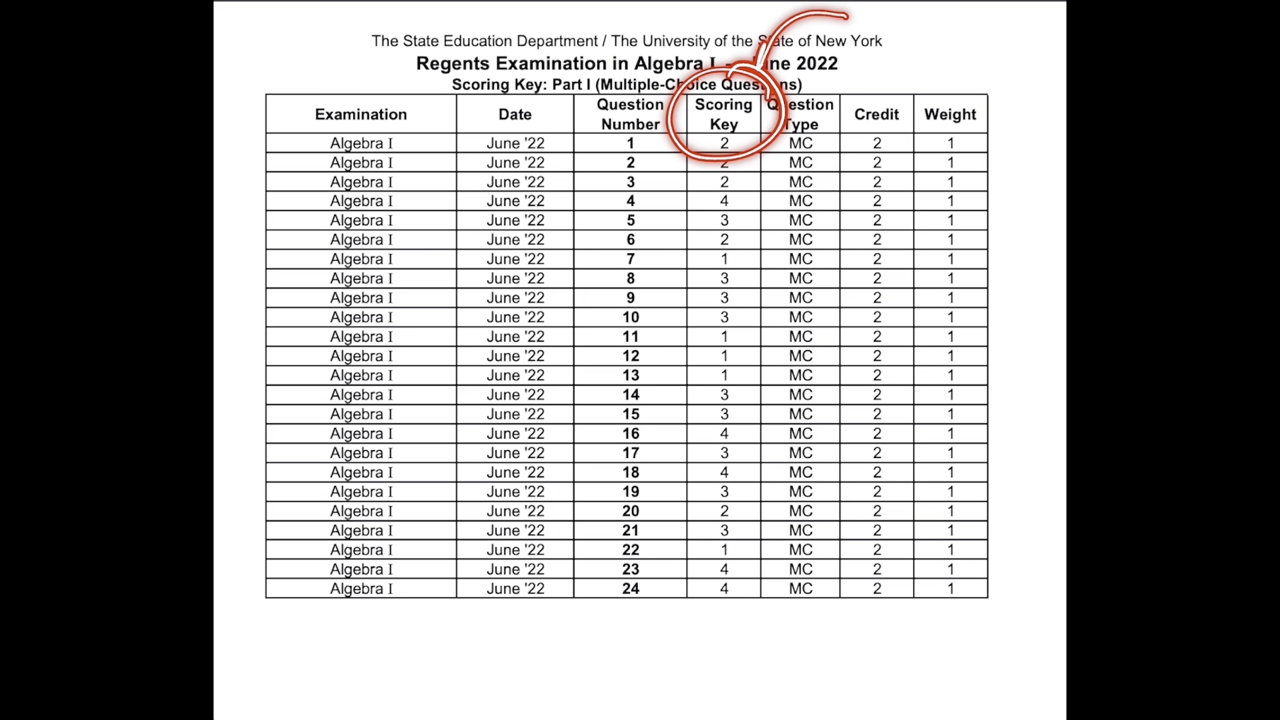 The State Education Department / The University of the State of New York
Regents Examination in Algebra I – June 2022
Scoring Key: Part I (Multiple-Choice Questions)
Examination Date Question Number Scoring Key Question Type Credit Weight
Algebra I June '22 1 2 MC 2 1
Algebra I June '22 2 2 MC 2 1
Algebra I June '22 3 2 MC 2 1
Algebra I June '22 4 4 MC 2 1
Algebra I June '22 5 3 MC 2 1
Algebra I June '22 6 2 MC 2 1
Algebra I June '22 7 1 MC 2 1
Algebra I June '22 8 3 MC 2 1
Algebra I June '22 9 3 MC 2 1
Algebra I June '22 10 3 MC 2 1
Algebra I June '22 11 1 MC 2 1
Algebra I June '22 12 1 MC 2 1
Algebra I June '22 13 1 MC 2 1
Algebra I June '22 14 3 MC 2 1
Algebra I June '22 15 3 MC 2 1
Algebra I June '22 16 4 MC 2 1
Algebra I June '22 17 3 MC 2 1
Algebra I June '22 18 4 MC 2 1
Algebra I June '22 19 3 MC 2 1
Algebra I June '22 20 2 MC 2 1
Algebra I June '22 21 3 MC 2 1
Algebra I June '22 22 1 MC 2 1
Algebra I June '22 23 4 MC 2 1
Algebra I June '22 24 4 MC 2 1